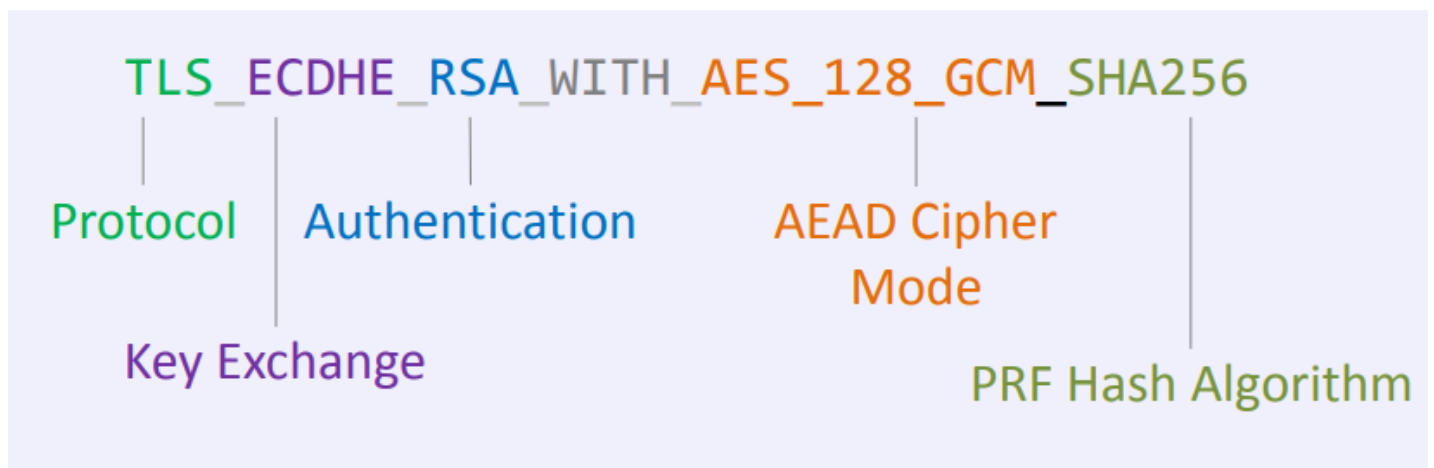 TLS_ECDHE_RSA_WITH_AES_128_GCM_SHA256
Protocol
Authentication
AEAD Cipher
Mode
Key Exchange
PRF Hash Algorithm